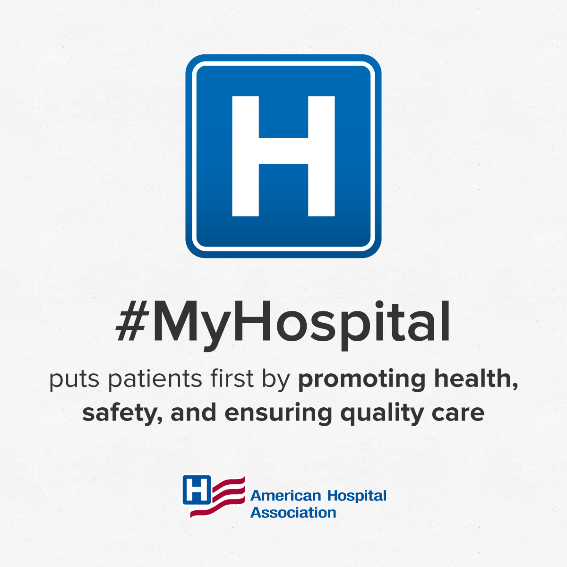 H
#MyHospital
puts patients first by promoting health,
safety, and ensuring quality care
H
American Hospital
Association